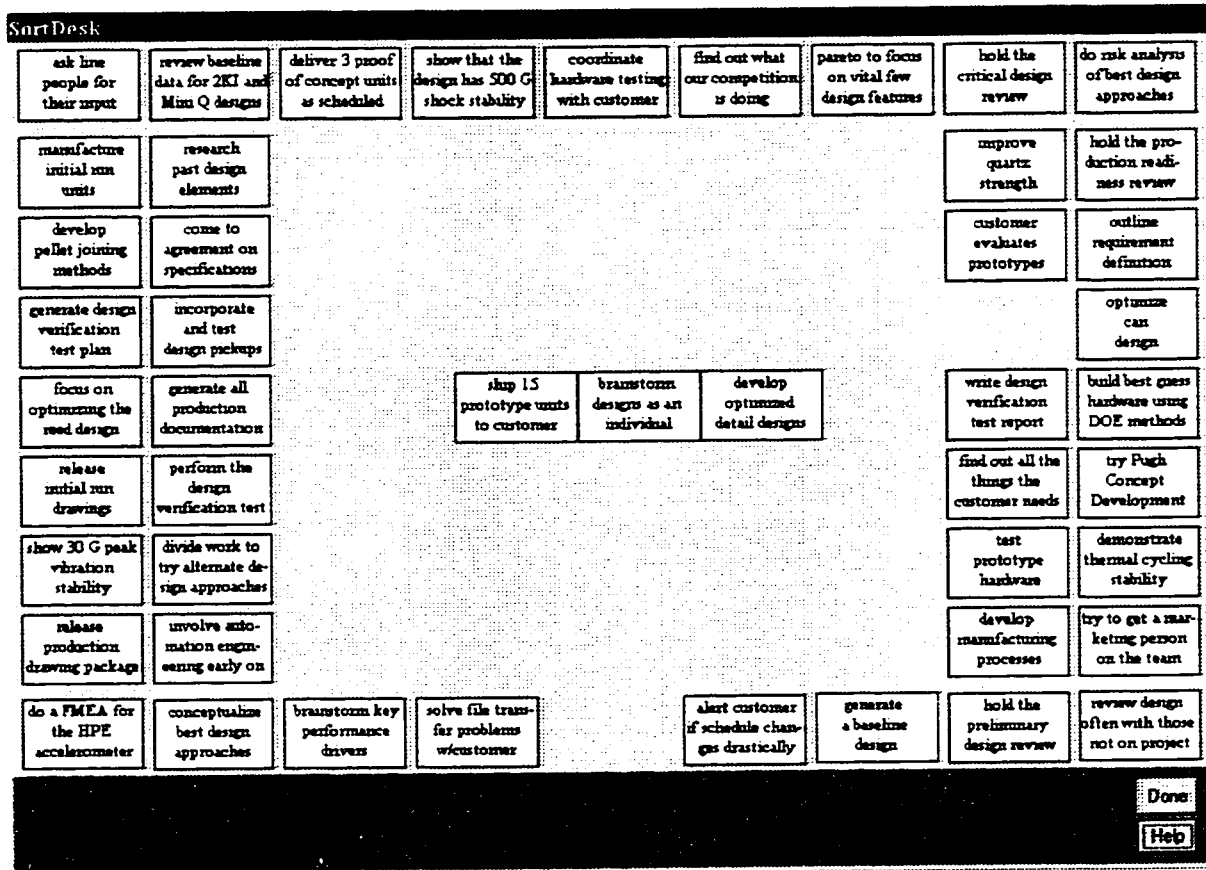 SortDesk
ask line
people for
their input
review baseline
data for 2KI and
Mini Q designs
deliver 3 proof
of concept units
as scheduled
show that the
design has 500 G
shock stability
coordinate
hardware testing
with customer
find out what
our competition
is doing
pareto to focus
on vital few
design features
hold the
critical design
review
do risk analysis
of best design
approaches
manufacture
initial run
units
research
past design
elements
improve
quartz
strength
hold the pro-
duction readi-
ness review
develop
pellet joining
methods
come to
agreement on
specifications
customer
evaluates
prototypes
outline
requirement
definition
generate design
verification
test plan
incorporate
and test
design pickups
optimize
can
design
focus on
optimizing the
reed design
generate all
production
documentation
ship 15
prototype units
to customer
brainstorm
designs as an
individual
develop
optimized
detail designs
write design
verification
test report
build best guess
hardware using
DOE methods
release
initial run
drawings
perform the
design
verification test
find out all the
things the
customer needs
try Pugh
Concept
Development
show 30 G peak
vibration
stability
divide work to
try alternate de-
sign approaches
test
prototype
hardware
demonstrate
thermal cycling
stability
release
production
drawing package
involve auto-
mation engin-
eering early on
develop
manufacturing
processes
try to get a mar-
keting person
on the team
do a FMEA for
the HPE
accelerometer
conceptualize
best design
approaches
brainstorm key
performance
drivers
solve file trans-
fer problems
w/customer
alert customer
if schedule chan-
ges drastically
generate
a baseline
design
hold the
preliminary
design review
review design
often with those
not on project
Done
Help